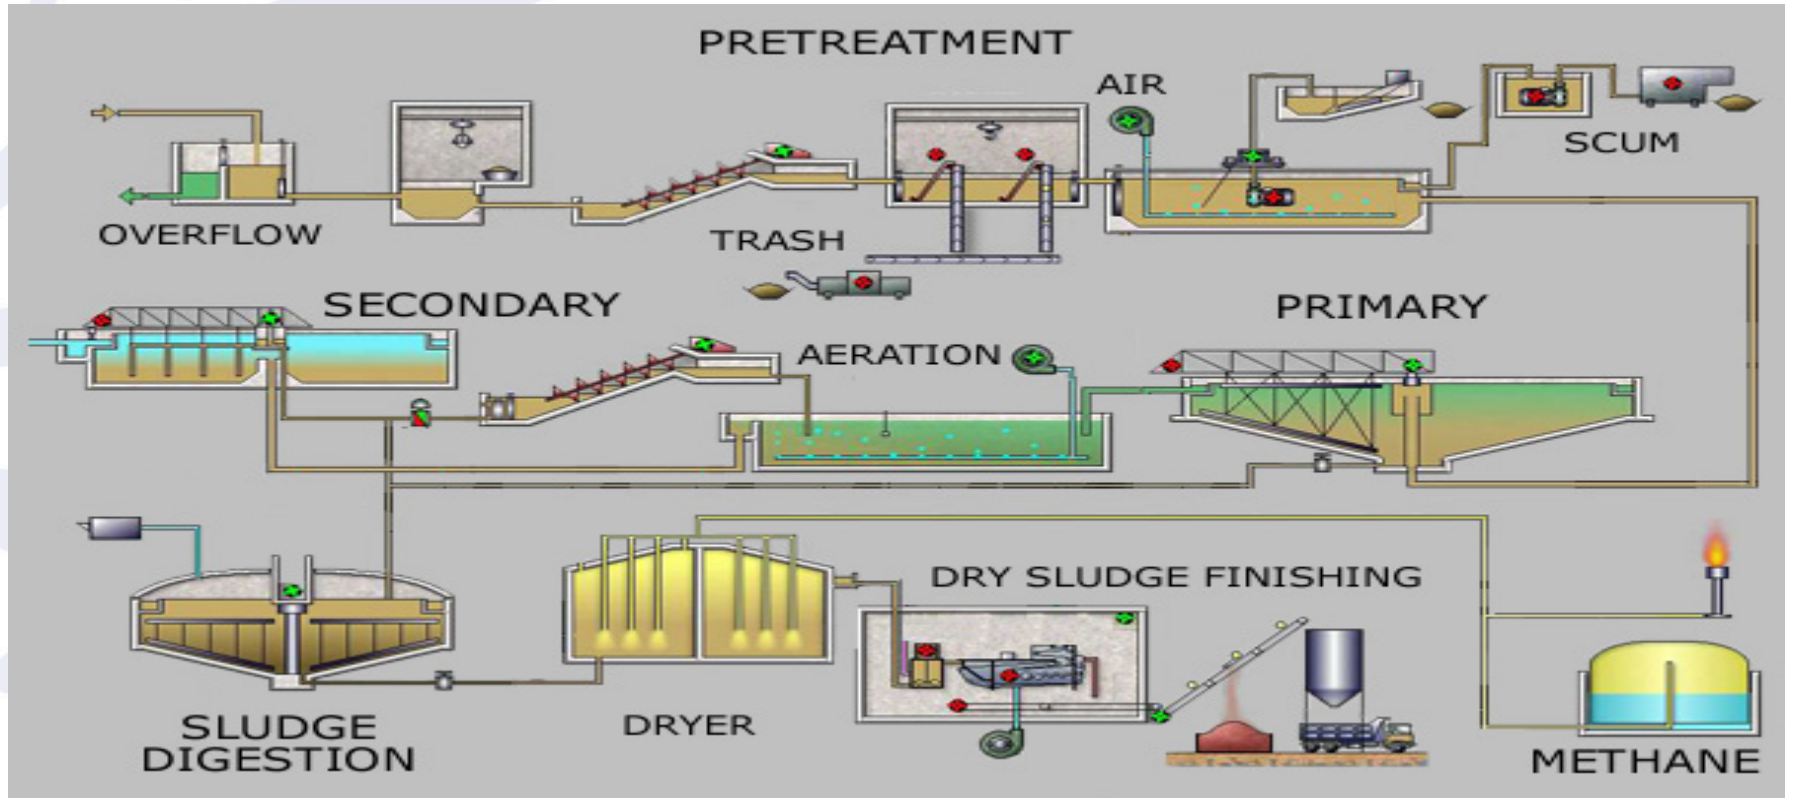 PRETREATMENT
AIR
SCUM
OVERFLOW
TRASH
SECONDARY
PRIMARY
AERATION
DRY SLUDGE FINISHING
SLUDGE
DIGESTION
DRYER
METHANE